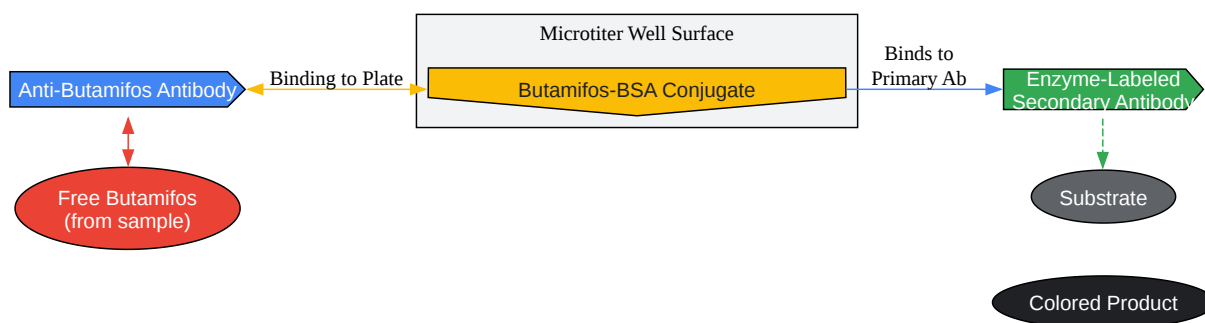 Microtiter Well Surface
Anti-Butamifos Antibody
Binding to Plate
Butamifos-BSA Conjugate
Binds to
Primary Ab
Enzyme-Labeled
Secondary Antibody
Free Butamifos
(from sample)
Substrate
Colored Product